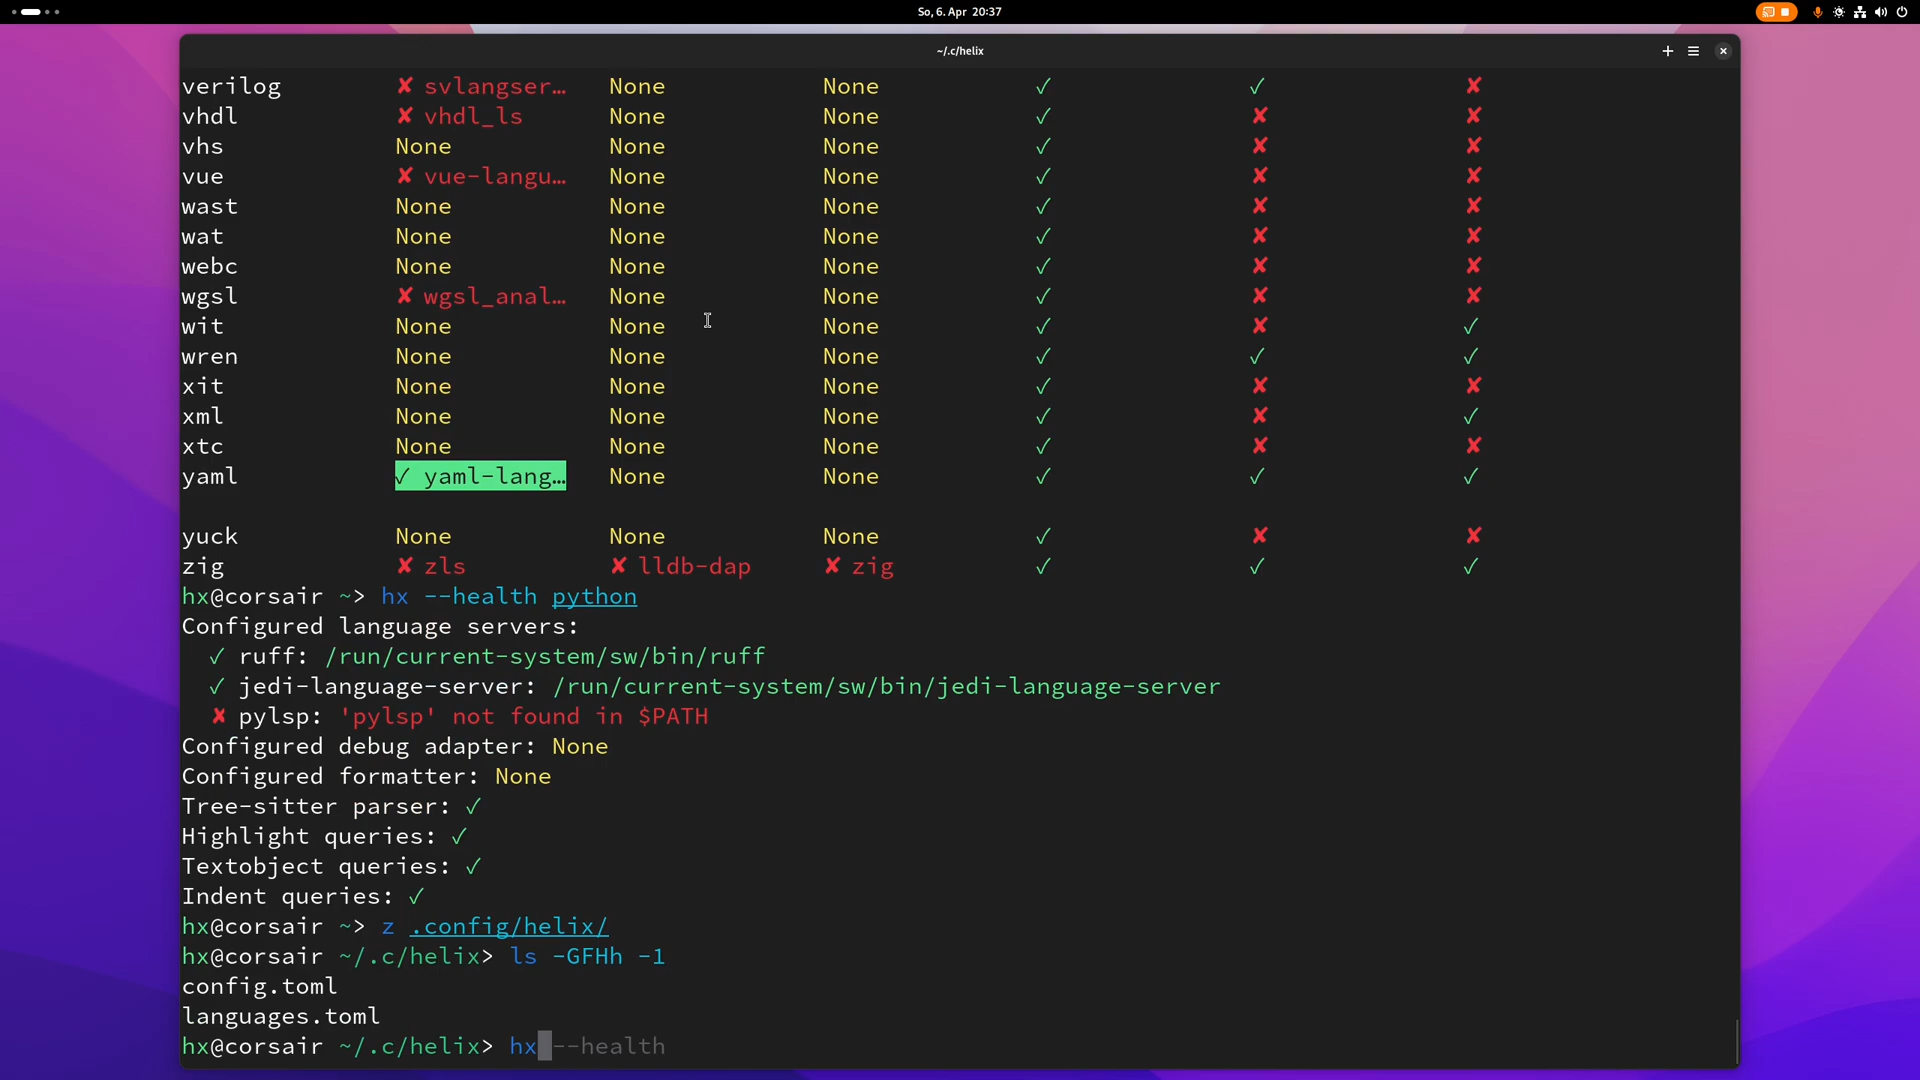 So, 6. Apr 20:37
~/.c/helix
verilog ✘ svlangser… None None ✓ ✓ ✘
vhdl ✘ vhdl_ls None None ✓ ✘ ✘
vhs None None None ✓ ✘ ✘
vue ✘ vue-langu… None None ✓ ✘ ✘
wast None None None ✓ ✘ ✘
wat None None None ✓ ✘ ✘
webc None None None ✓ ✘ ✘
wgsl ✘ wgsl_anal… None None ✓ ✘ ✘
wit None None None ✓ ✘ ✓
wren None None None ✓ ✓ ✓
xit None None None ✓ ✘ ✘
xml None None None ✓ ✘ ✓
xtc None None None ✓ ✘ ✘
yaml ✓ yaml-lang… None None ✓ ✓ ✓
yuck None None None ✓ ✘ ✘
zig ✘ zls ✘ lldb-dap ✘ zig ✓ ✓ ✓
hx@corsair ~> hx --health python
Configured language servers:
✓ ruff: /run/current-system/sw/bin/ruff
✓ jedi-language-server: /run/current-system/sw/bin/jedi-language-server
✘ pylsp: 'pylsp' not found in $PATH
Configured debug adapter: None
Configured formatter: None
Tree-sitter parser: ✓
Highlight queries: ✓
Textobject queries: ✓
Indent queries: ✓
hx@corsair ~> z .config/helix/
hx@corsair ~/.c/helix> ls -GFHh -1
config.toml
languages.toml
hx@corsair ~/.c/helix> hx --health